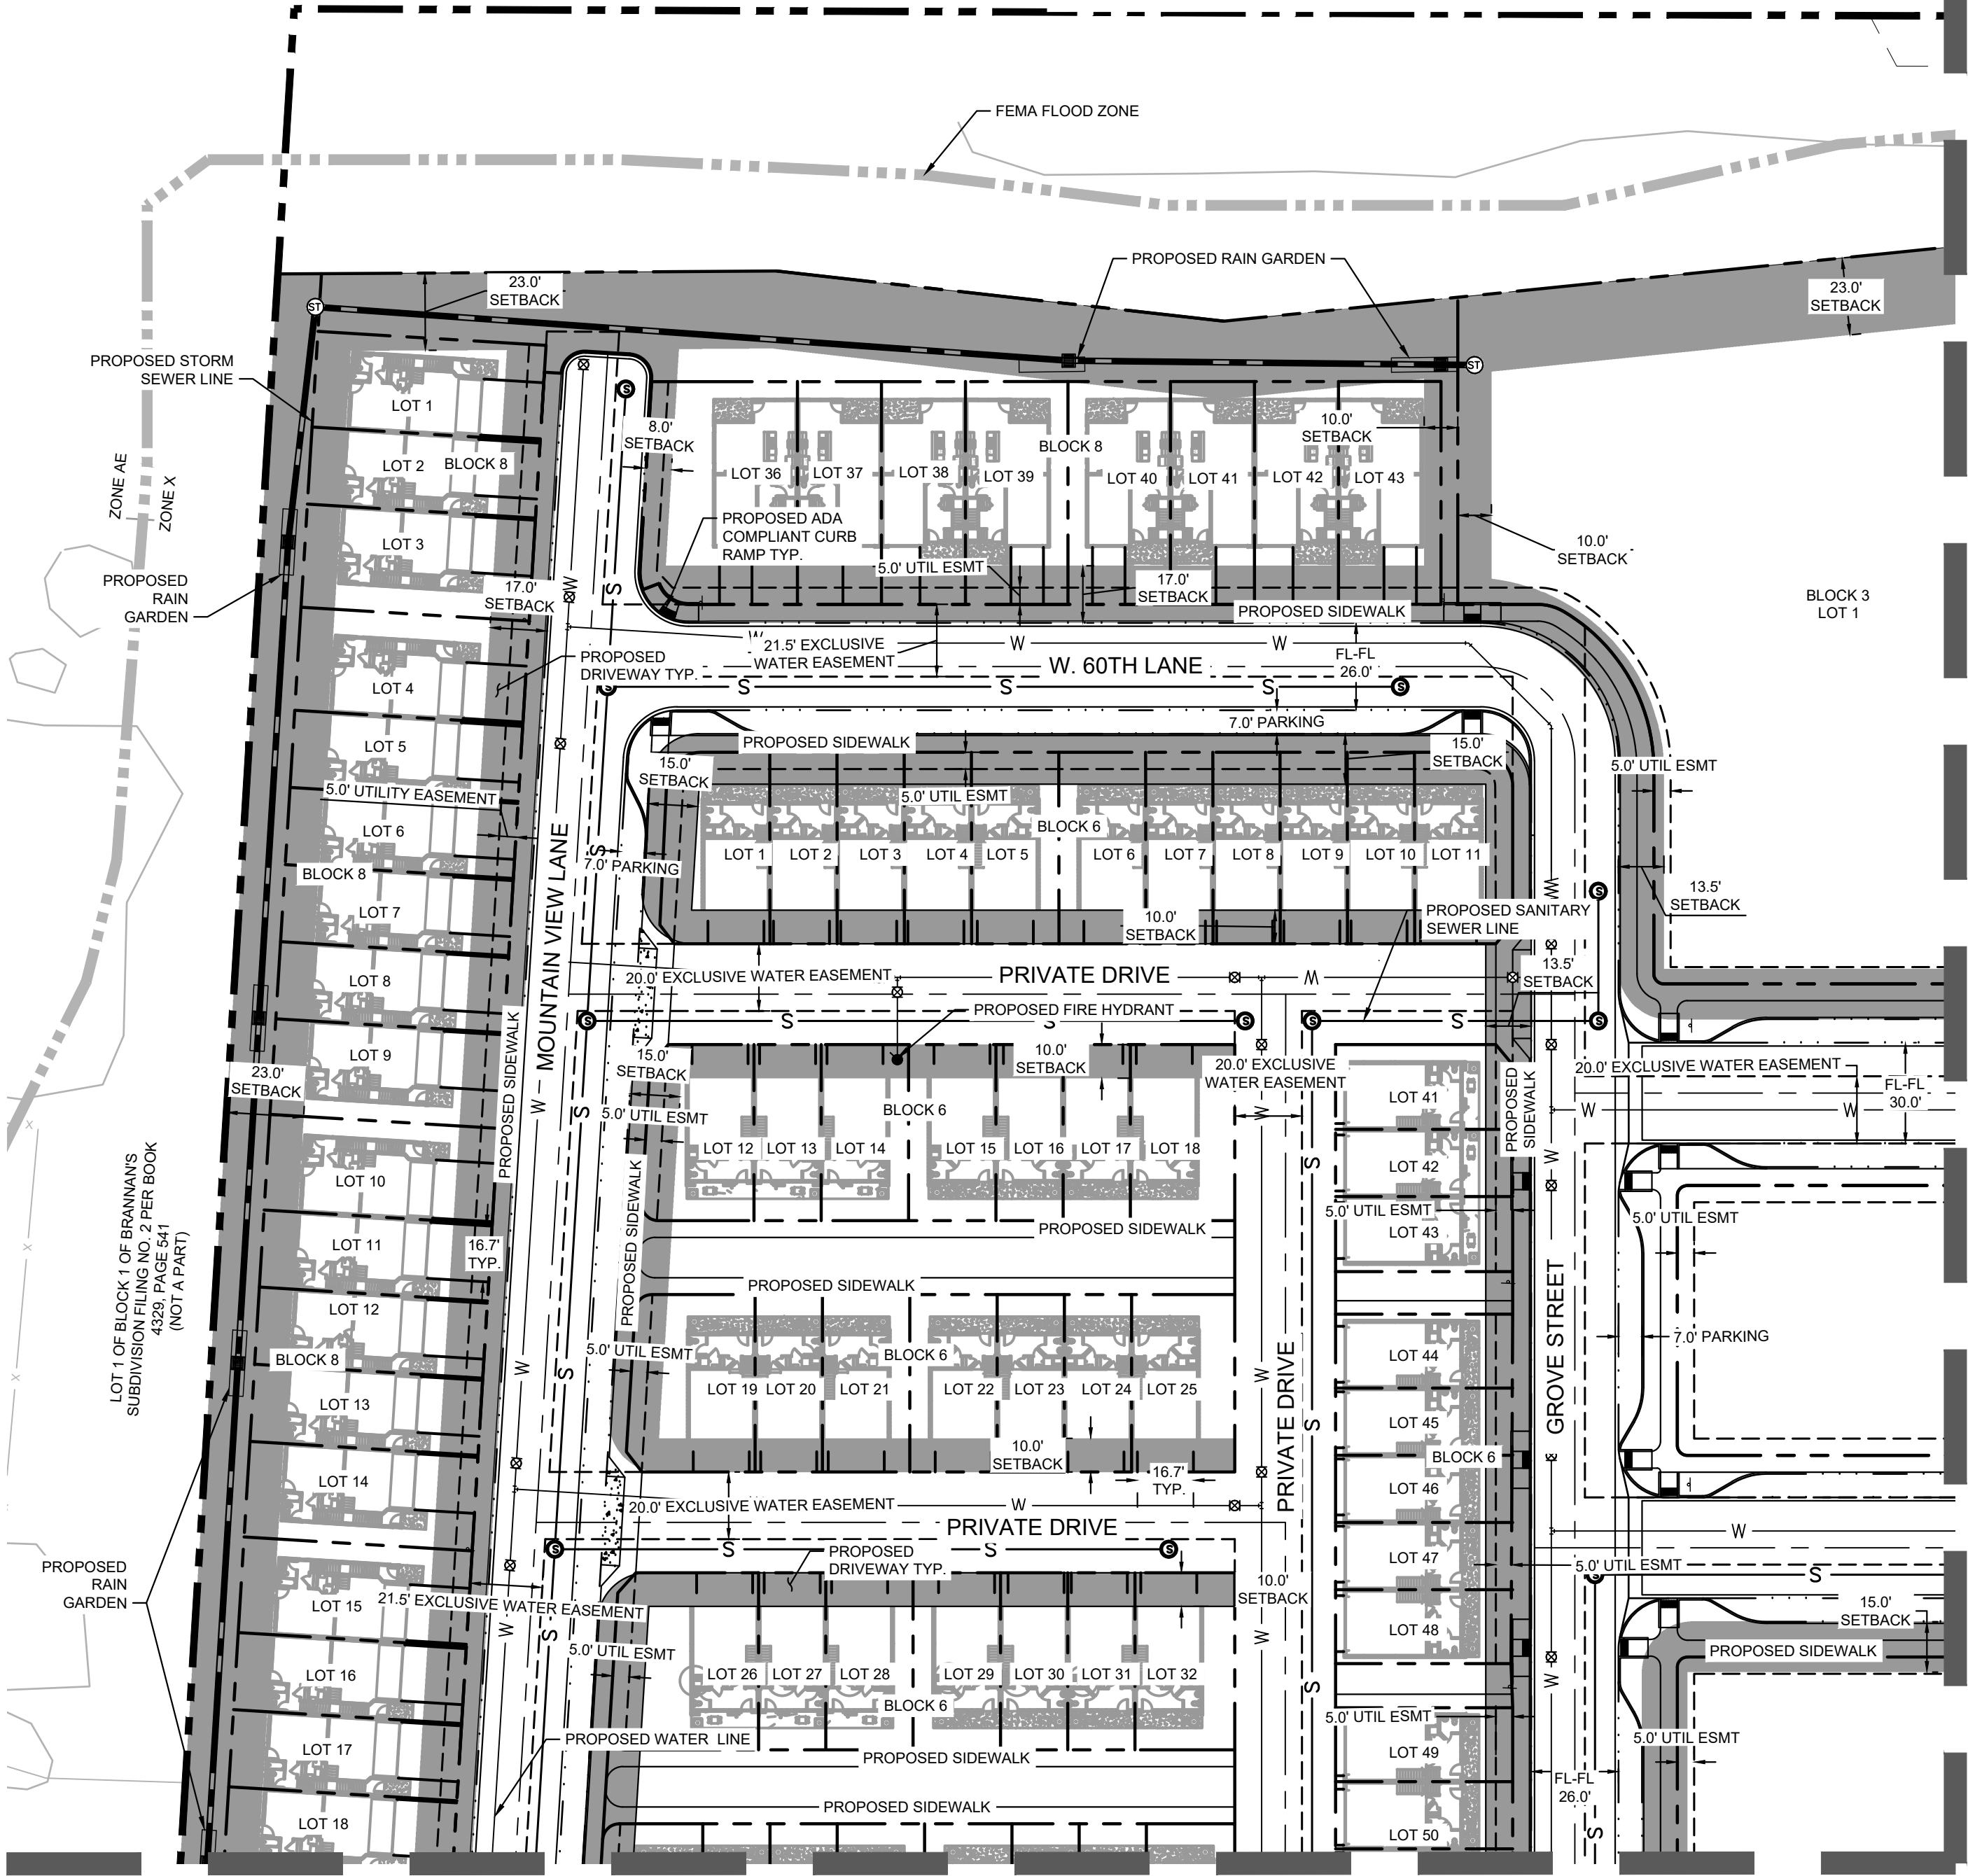 FEMA FLOOD ZONE
PROPOSED RAIN GARDEN
23.0'
SETBACK
23.0'
SETBACK
ST
ST
PROPOSED STORM
SEWER LINE
ZONE AE
ZONE X
PROPOSED
RAIN
GARDEN
LOT 1
LOT 2
BLOCK 8
LOT 3
17.0'
SETBACK
LOT 4
LOT 5
5.0' UTILITY EASEMENT
LOT 6
BLOCK 8
LOT 7
LOT 8
LOT 9
23.0'
SETBACK
LOT 10
LOT 11
16.7'
TYP.
LOT 12
BLOCK 8
LOT 13
LOT 14
LOT 15
21.5' EXCLUSIVE WATER EASEMENT
LOT 16
LOT 17
LOT 18
LOT 1 OF BLOCK 1 OF BRANNAN'S
SUBDIVISION FILING NO. 2 PER BOOK
4329, PAGE 541
(NOT A PART)
PROPOSED
RAIN
GARDEN
8.0'
SETBACK
BLOCK 8
10.0'
SETBACK
LOT 36
LOT 37
LOT 38
LOT 39
LOT 40
LOT 41
LOT 42
LOT 43
PROPOSED ADA
COMPLIANT CURB
RAMP TYP.
5.0' UTIL ESMT
17.0'
SETBACK
10.0'
SETBACK
BLOCK 3
LOT 1
PROPOSED SIDEWALK
PROPOSED
DRIVEWAY TYP.
21.5' EXCLUSIVE
WATER EASEMENT
W
W
W
W. 60TH LANE
FL-FL
26.0'
S
S
S
7.0' PARKING
PROPOSED SIDEWALK
15.0'
SETBACK
15.0'
SETBACK
5.0' UTIL ESMT
5.0' UTIL ESMT
BLOCK 6
LOT 1
LOT 2
LOT 3
LOT 4
LOT 5
LOT 6
LOT 7
LOT 8
LOT 9
LOT 10
LOT 11
7.0' PARKING
10.0'
SETBACK
PROPOSED SANITARY
SEWER LINE
13.5'
SETBACK
MOUNTAIN VIEW LANE
PROPOSED SIDEWALK
20.0' EXCLUSIVE WATER EASEMENT
PRIVATE DRIVE
W
13.5'
SETBACK
PROPOSED FIRE HYDRANT
S
S
S
15.0'
SETBACK
10.0'
SETBACK
20.0' EXCLUSIVE
WATER EASEMENT
5.0' UTIL ESMT
BLOCK 6
LOT 12
LOT 13
LOT 14
LOT 15
LOT 16
LOT 17
LOT 18
PROPOSED SIDEWALK
PROPOSED SIDEWALK
PROPOSED SIDEWALK
5.0' UTIL ESMT
BLOCK 6
LOT 19
LOT 20
LOT 21
LOT 22
LOT 23
LOT 24
LOT 25
10.0'
SETBACK
16.7'
TYP.
20.0' EXCLUSIVE WATER EASEMENT
W
PRIVATE DRIVE
S
S
PROPOSED
DRIVEWAY TYP.
10.0'
SETBACK
5.0' UTIL ESMT
LOT 26
LOT 27
LOT 28
LOT 29
LOT 30
LOT 31
LOT 32
BLOCK 6
PROPOSED WATER LINE
PROPOSED SIDEWALK
PROPOSED SIDEWALK
PRIVATE DRIVE
LOT 41
LOT 42
5.0' UTIL ESMT
LOT 43
LOT 44
LOT 45
BLOCK 6
LOT 46
LOT 47
LOT 48
5.0' UTIL ESMT
LOT 49
LOT 50
PROPOSED
SIDEWALK
GROVE STREET
20.0' EXCLUSIVE WATER EASEMENT
W
W
FL-FL
30.0'
5.0' UTIL ESMT
7.0' PARKING
W
5.0' UTIL ESMT
S
15.0'
SETBACK
PROPOSED SIDEWALK
5.0' UTIL ESMT
FL-FL
26.0'